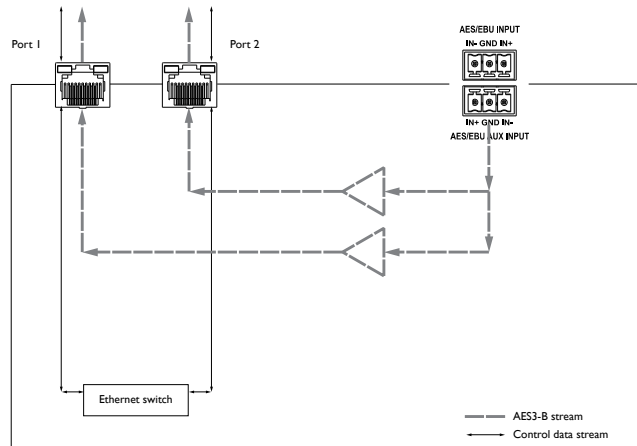 Port 1
Port 2
AES/EBU INPUT
IN- GND IN+
IN+ GND IN-
AES/EBU AUX INPUT
Ethernet switch
AES3-B stream
Control data stream